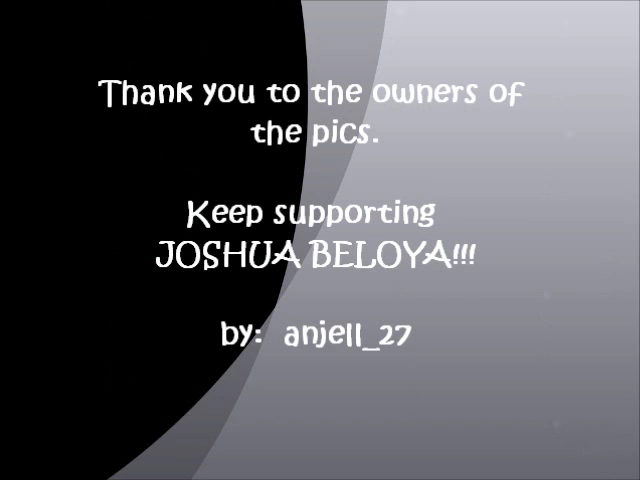 Thank you to the owners of
the pics.
Keep supporting
JOSHUA BELOYA!!!
by: anjell_27